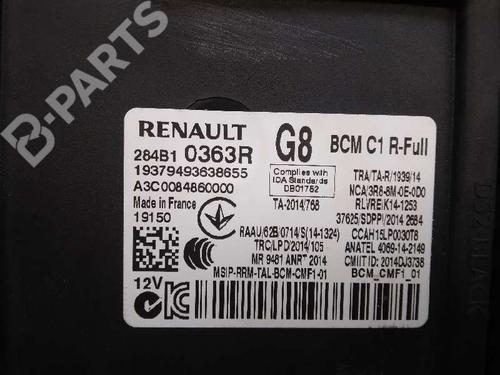 B-PARTS
RENAULT
284B1 0363R
19379493638655
A3C0084860000
Made in France
19150
12V
G8
BCM C1 R-Full
Complies with
IDA Standards
DB01752
TA-2014/768
TRA/TA-R/1939/14
NCA/3R8-8M-0E-0D0
RLVRE/K14-1253
37625/SDPPI/2014 2684
RAAU/62B/0714/S(14-1324)
CCAH15LP0030T8
TRC/LPD/2014/105
ANATEL 4069-14-2149
MR 9481 ANRT 2014
CMIIT ID: 2014DJ3738
MSIP-RRM-TAL-BCM-CMF1-01
BCM_CMF1_01